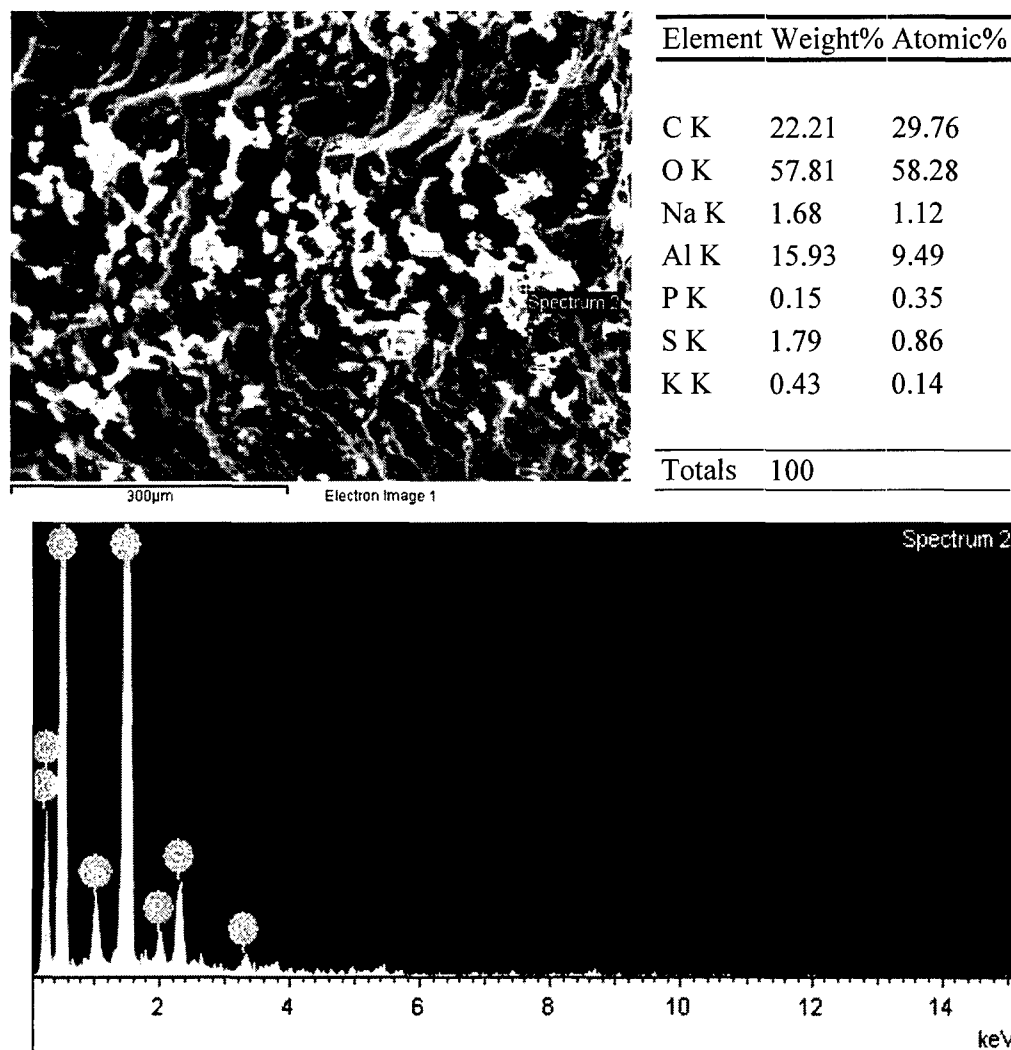 Element Weight% Atomic%
C K 22.21 29.76
O K 57.81 58.28
Na K 1.68 1.12
Al K 15.93 9.49
P K 0.15 0.35
S K 1.79 0.86
K K 0.43 0.14
Totals 100
Spectrum 2
300µm Electron Image 1
Spectrum 2
S
P
2 4 6 8 10 12 14
keV